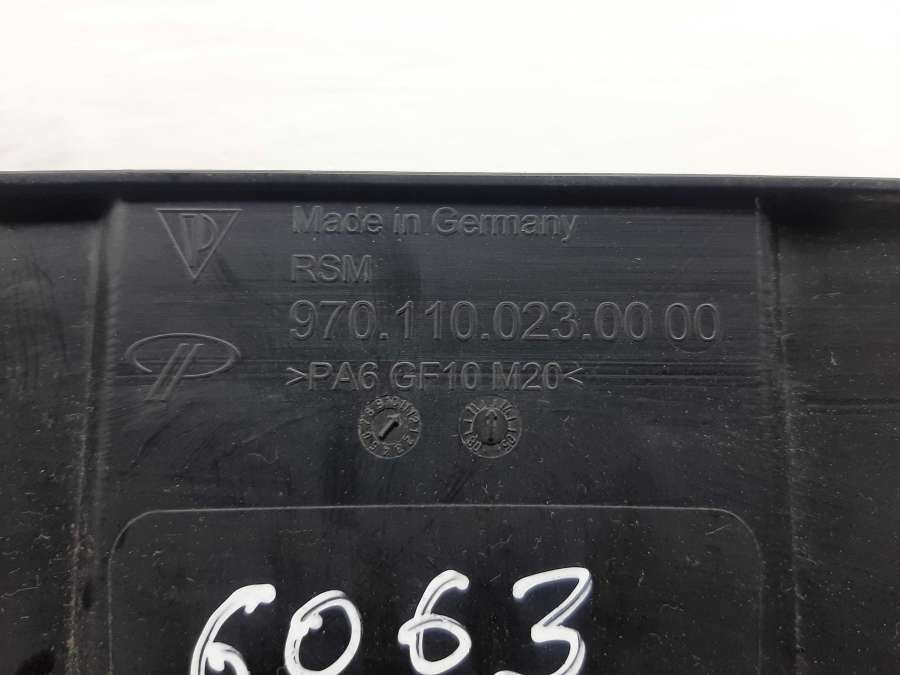 Made in Germany
RSM
970.110.023.00 00
>PA6 GF10 M20<
6063